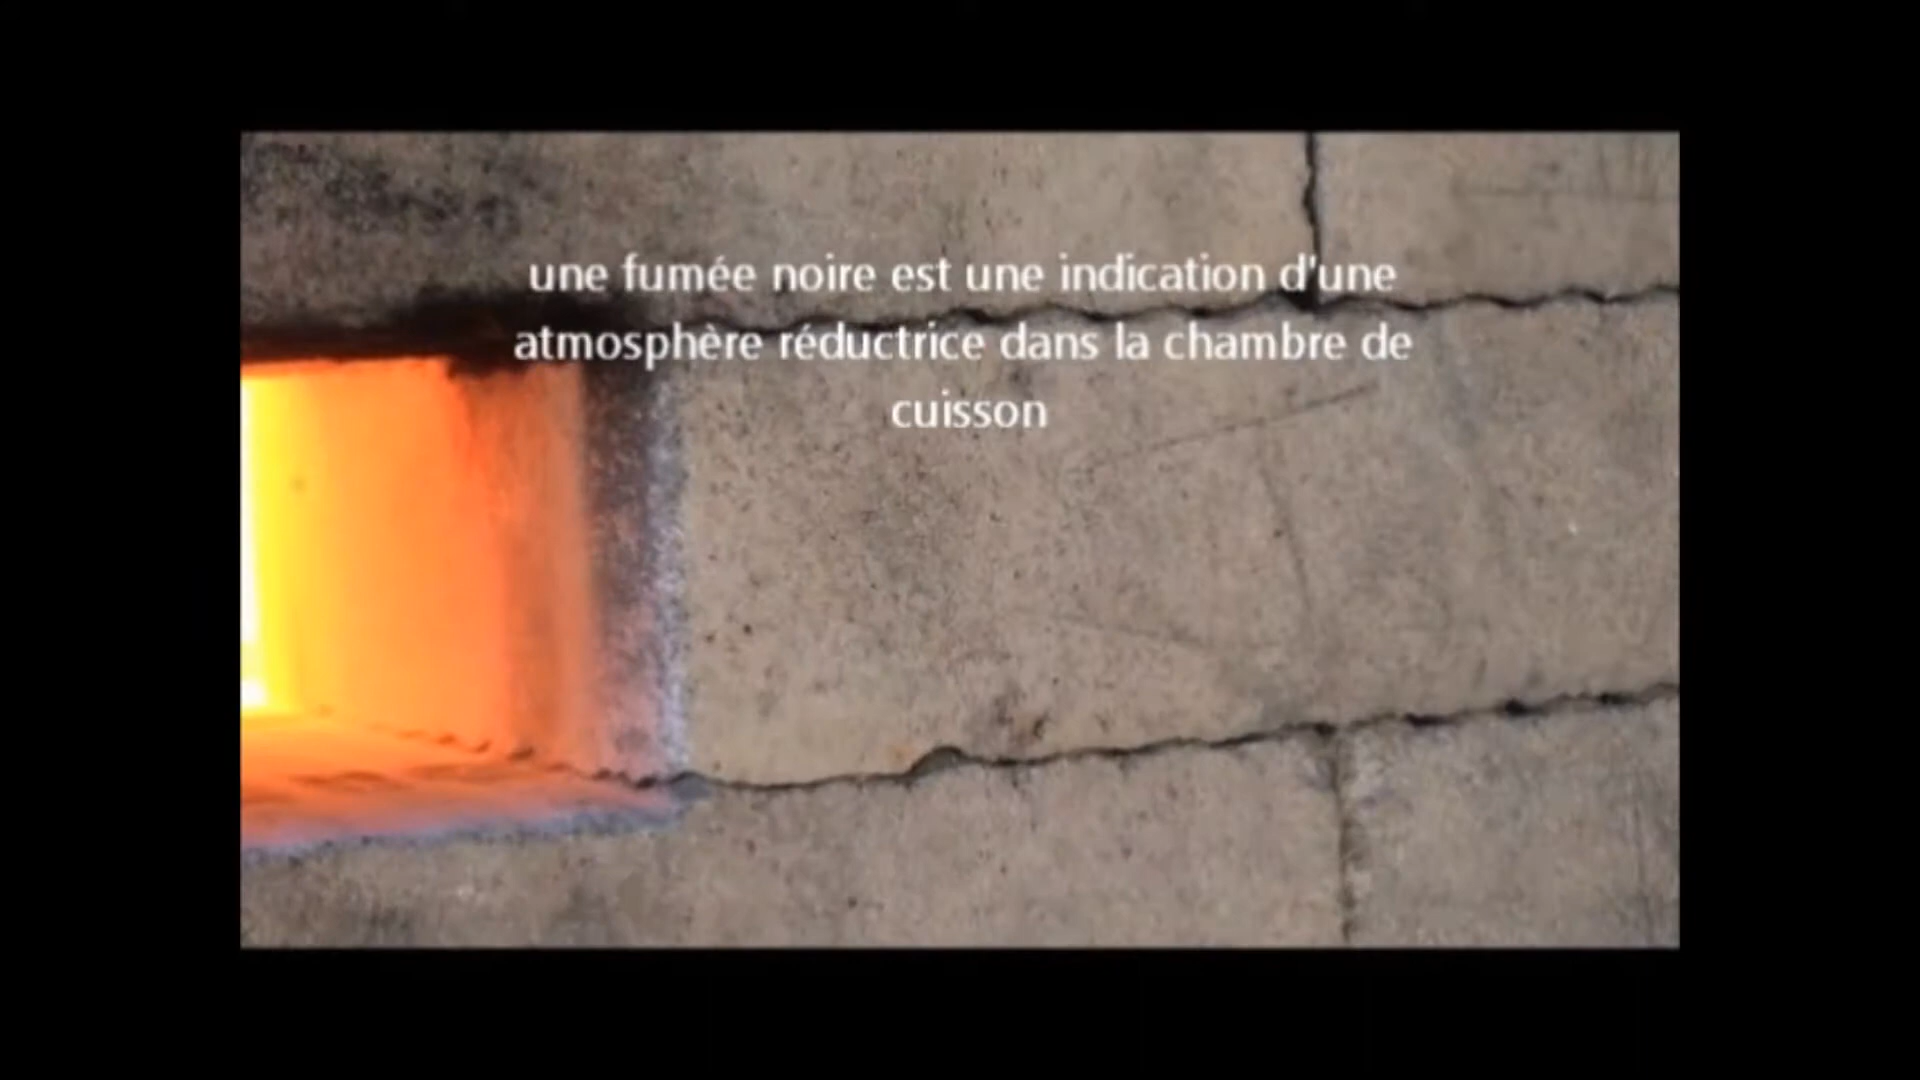 une fumée noire est une indication d'une
atmosphère réductrice dans la chambre de
cuisson